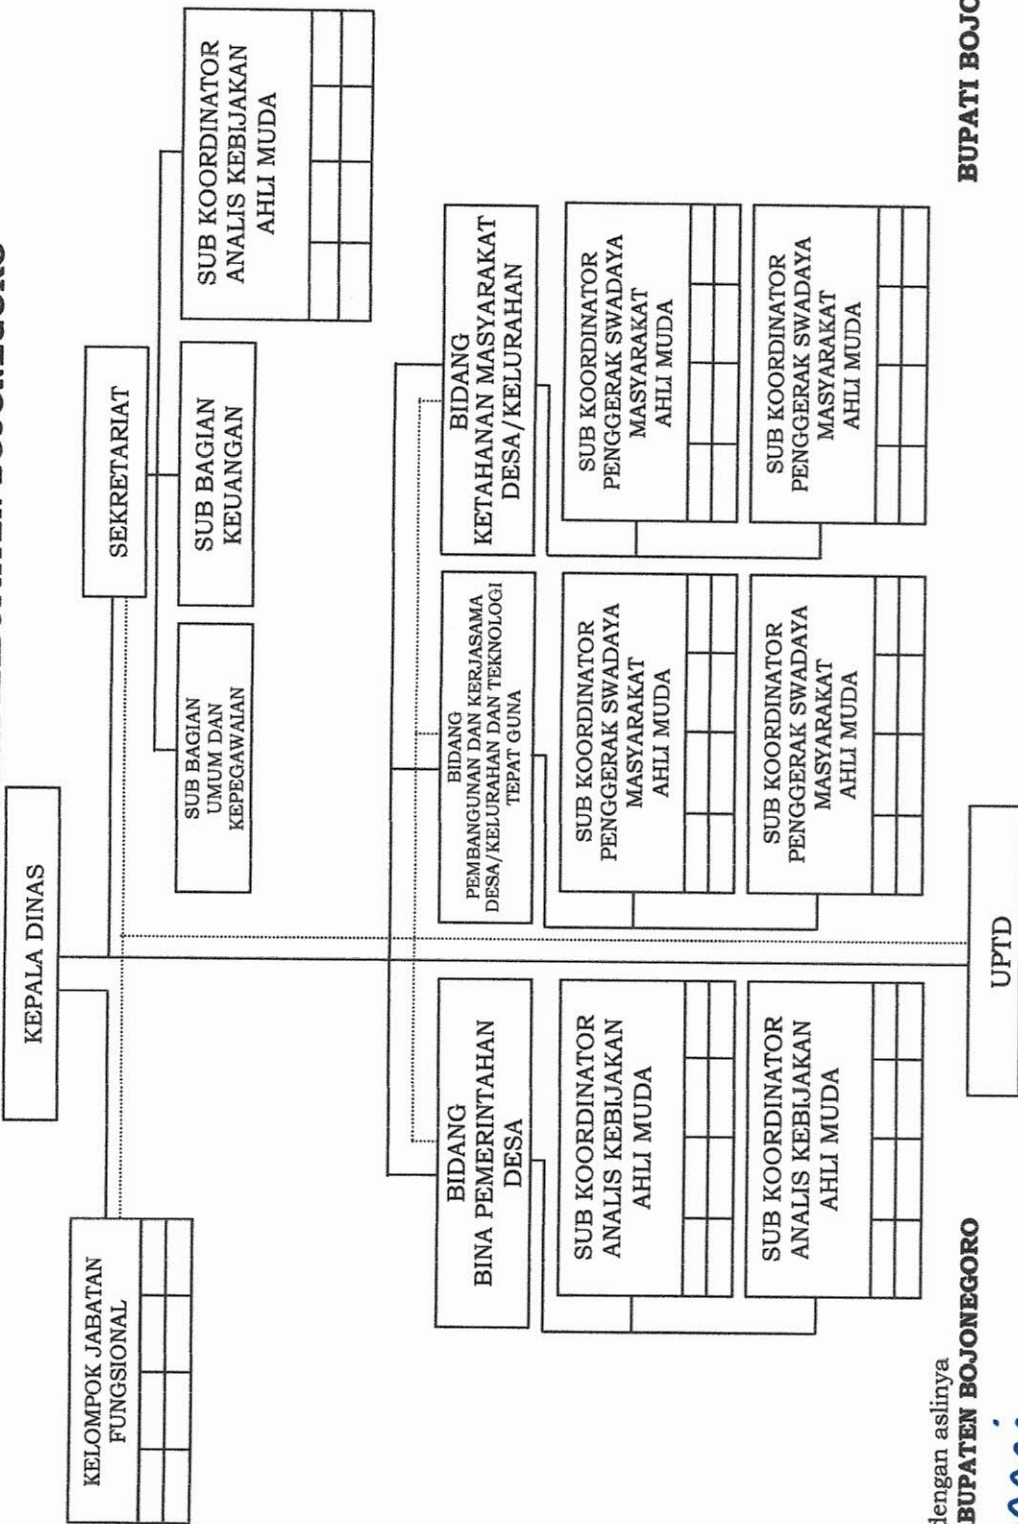 KEPALA DINAS
KELOMPOK JABATAN
FUNGSIONAL
SEKRETARIAT
SUB BAGIAN
UMUM DAN
KEPEGAWAIAN
SUB BAGIAN
KEUANGAN
SUB KOORDINATOR
ANALIS KEBIJAKAN
AHLI MUDA
BIDANG
BINA PEMERINTAHAN
DESA
BIDANG
PEMBANGUNAN DAN KERJASAMA
DESA/KELURAHAN DAN TEKNOLOGI
TEPAT GUNA
BIDANG
KETAHANAN MASYARAKAT
DESA/KELURAHAN
SUB KOORDINATOR
ANALIS KEBIJAKAN
AHLI MUDA
SUB KOORDINATOR
PENGGERAK SWADAYA
MASYARAKAT
AHLI MUDA
SUB KOORDINATOR
PENGGERAK SWADAYA
MASYARAKAT
AHLI MUDA
SUB KOORDINATOR
ANALIS KEBIJAKAN
AHLI MUDA
SUB KOORDINATOR
PENGGERAK SWADAYA
MASYARAKAT
AHLI MUDA
SUB KOORDINATOR
PENGGERAK SWADAYA
MASYARAKAT
AHLI MUDA
UPTD
dengan aslinya
BUPATEN BOJONEGORO
BUPATI BOJO